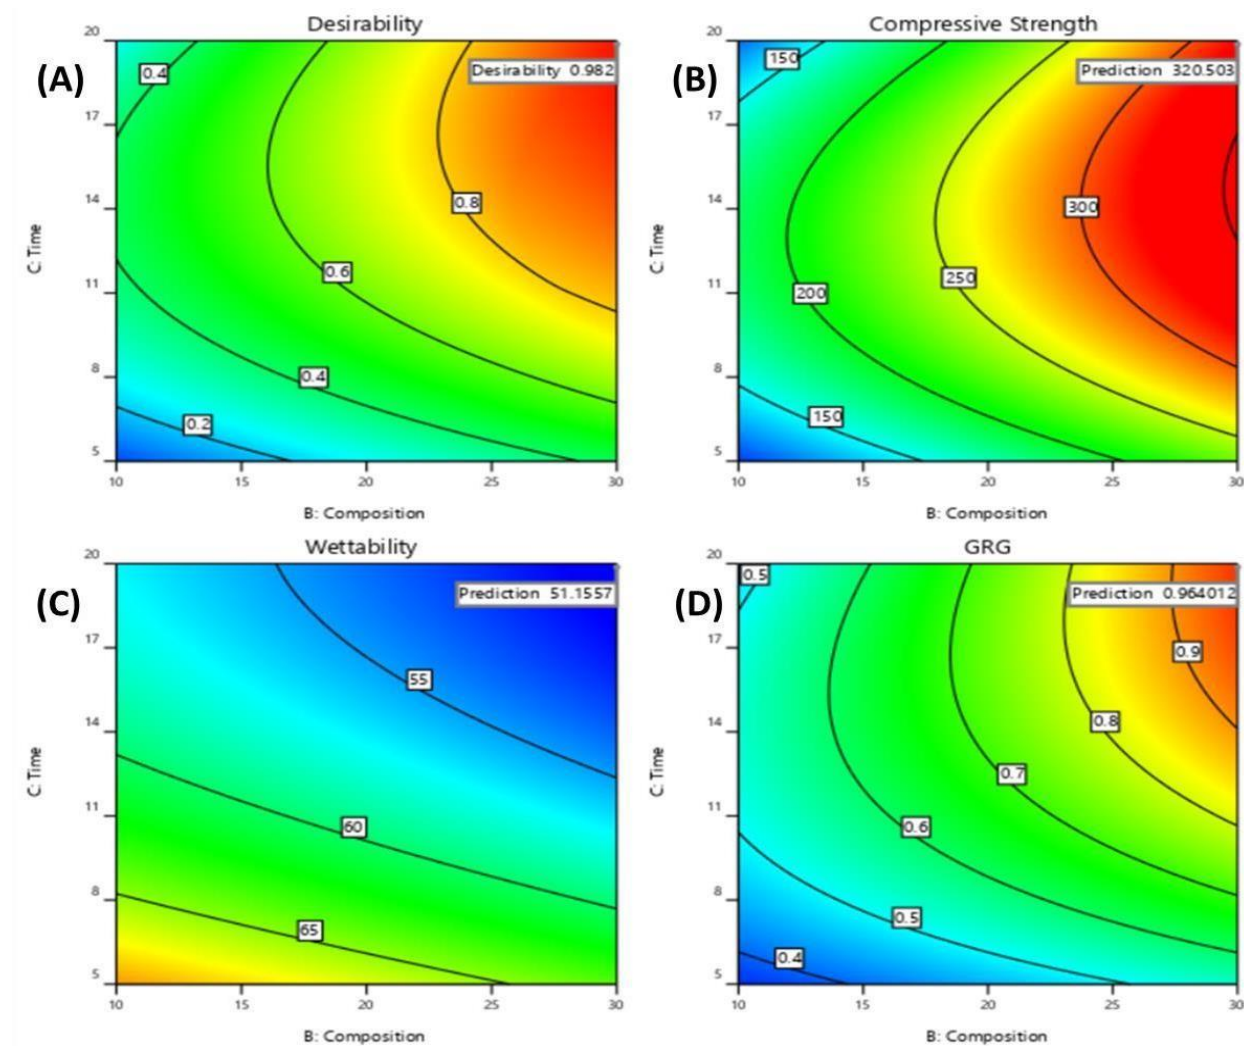 Desirability
(A)
20
17
14
11
8
5
C: Time
0.4
0.8
0.6
0.4
0.2
Desirability 0.982
10 15 20 25 30
B: Composition
Compressive Strength
(B)
20
17
14
11
8
5
C: Time
150
300
250
200
150
Prediction 320.503
10 15 20 25 30
B: Composition
Wettability
(C)
20
17
14
11
8
5
C: Time
55
60
65
Prediction 51.1557
10 15 20 25 30
B: Composition
GRG
(D)
20
17
14
11
8
5
C: Time
0.5
0.9
0.8
0.7
0.6
0.5
0.4
Prediction 0.964012
10 15 20 25 30
B: Composition